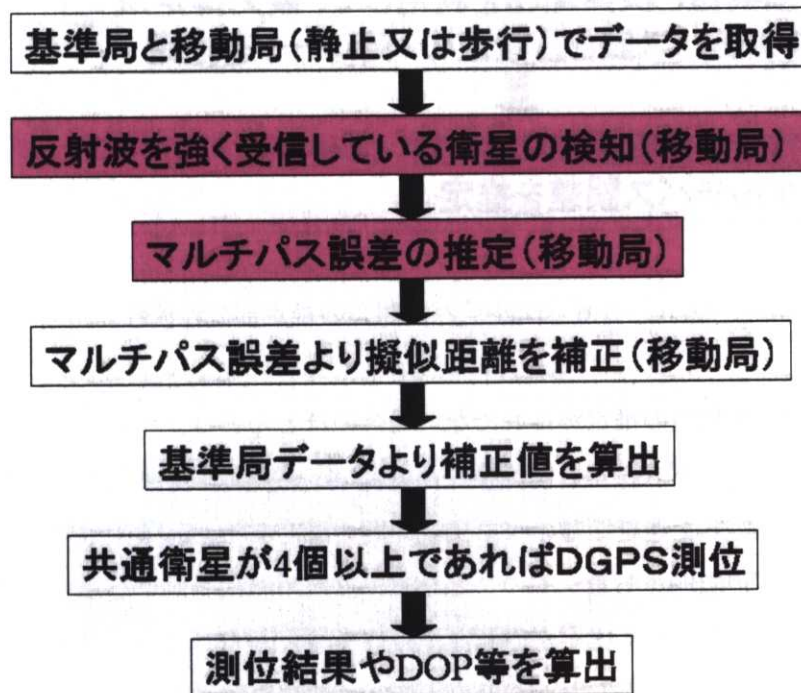 基準局と移動局(静止又は歩行)でデータを取得
反射波を強く受信している衛星の検知(移動局)
マルチパス誤差の推定(移動局)
マルチパス誤差より擬似距離を補正(移動局)
基準局データより補正値を算出
共通衛星が4個以上であればDGPS測位
測位結果やDOP等を算出